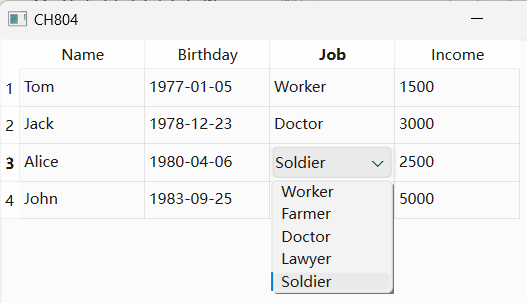 CH804
Name Birthday Job Income
1 Tom 1977-01-05 Worker 1500
2 Jack 1978-12-23 Doctor 3000
3 Alice 1980-04-06 Soldier 2500
4 John 1983-09-25 5000
Worker
Farmer
Doctor
Lawyer
Soldier